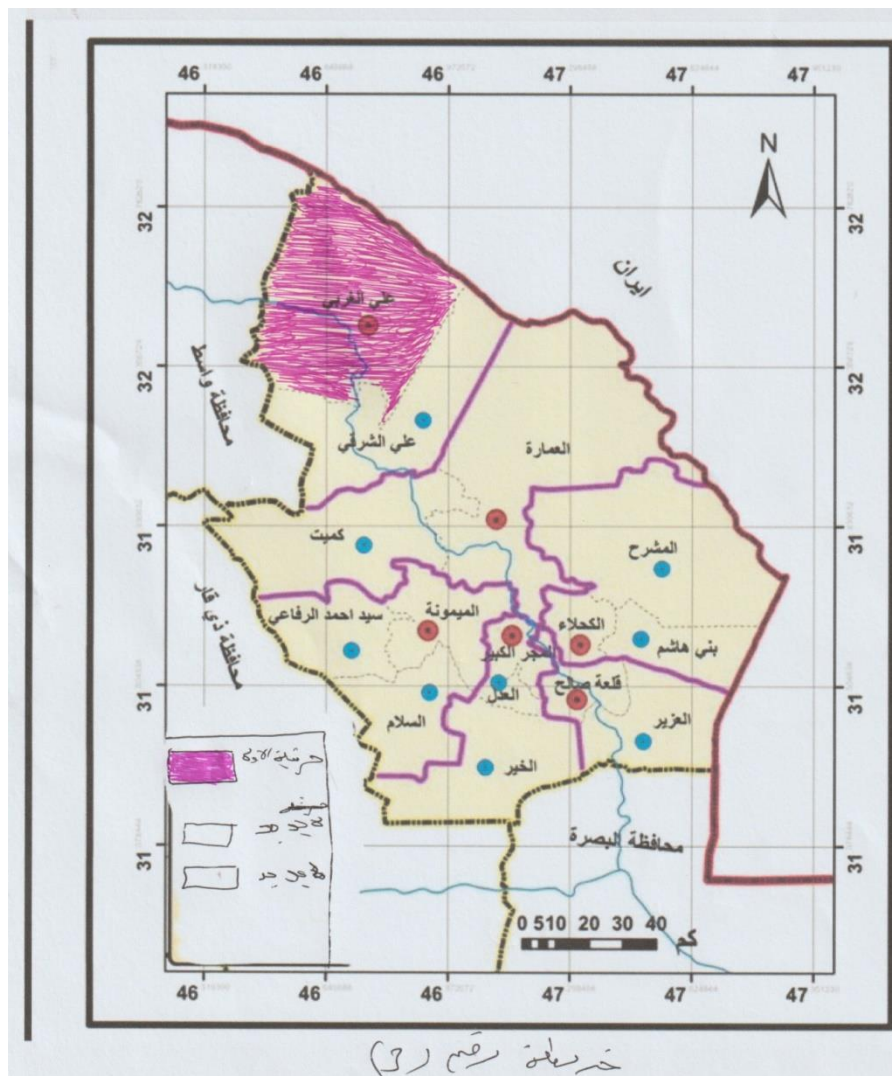 46 46 46 47 47 47
N
32
32
ايران
علي الغربي
32
32
محافظة واسط
علي الشرقي
العمارة
31
31
كميت
المشرح
محافظة ذي قار
سيد احمد الرفاعي
الميمونة
الكحلاء
المجر الكبير
بني هاشم
31
31
قلعة صالح
العدل
السلام
العزير
الخير
31
31
محافظة البصرة
0 5 10 20 30 40
كم
46 46 46 47 47 47
خريطة رقم (3)